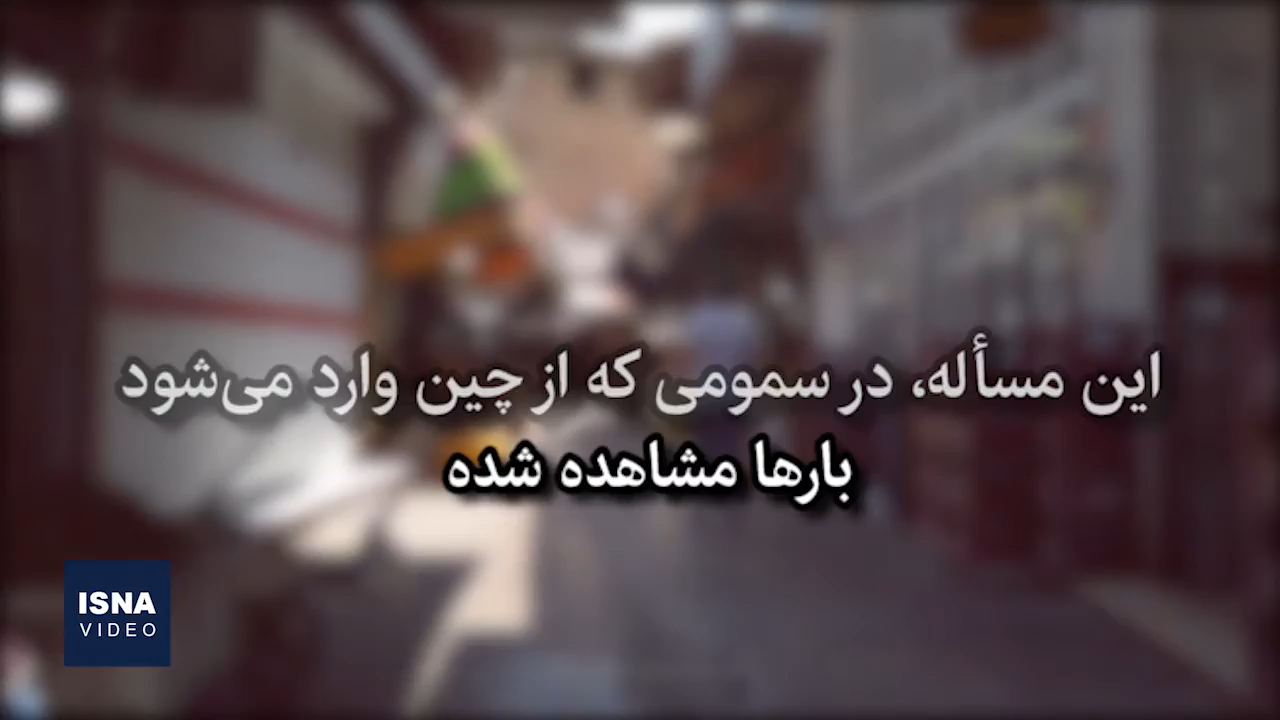 این مسأله، در سمومی که از چین وارد می‌شود
بارها مشاهده شده
ISNA
VIDEO